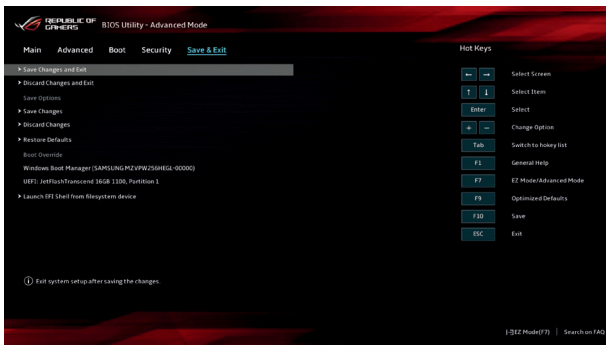 REPUBLIC OF
GAMERS
BIOS Utility - Advanced Mode
Main Advanced Boot Security Save & Exit
Hot Keys
> Save Changes and Exit
> Discard Changes and Exit
Save Options
> Save Changes
> Discard Changes
> Restore Defaults
Boot Override
Windows Boot Manager (SAMSUNG MZVPW256HEGL-00000)
UEFI: JetFlashTranscend 16GB 1100, Partition 1
> Launch EFI Shell from filesystem device
← → Select Screen
↑ ↓ Select Item
Enter Select
+ - Change Option
Tab Switch to hokey list
F1 General Help
F7 EZ Mode/Advanced Mode
F9 Optimized Defaults
F10 Save
ESC Exit
Exit system setup after saving the changes.
EZ Mode(F7) | Search on FAQ